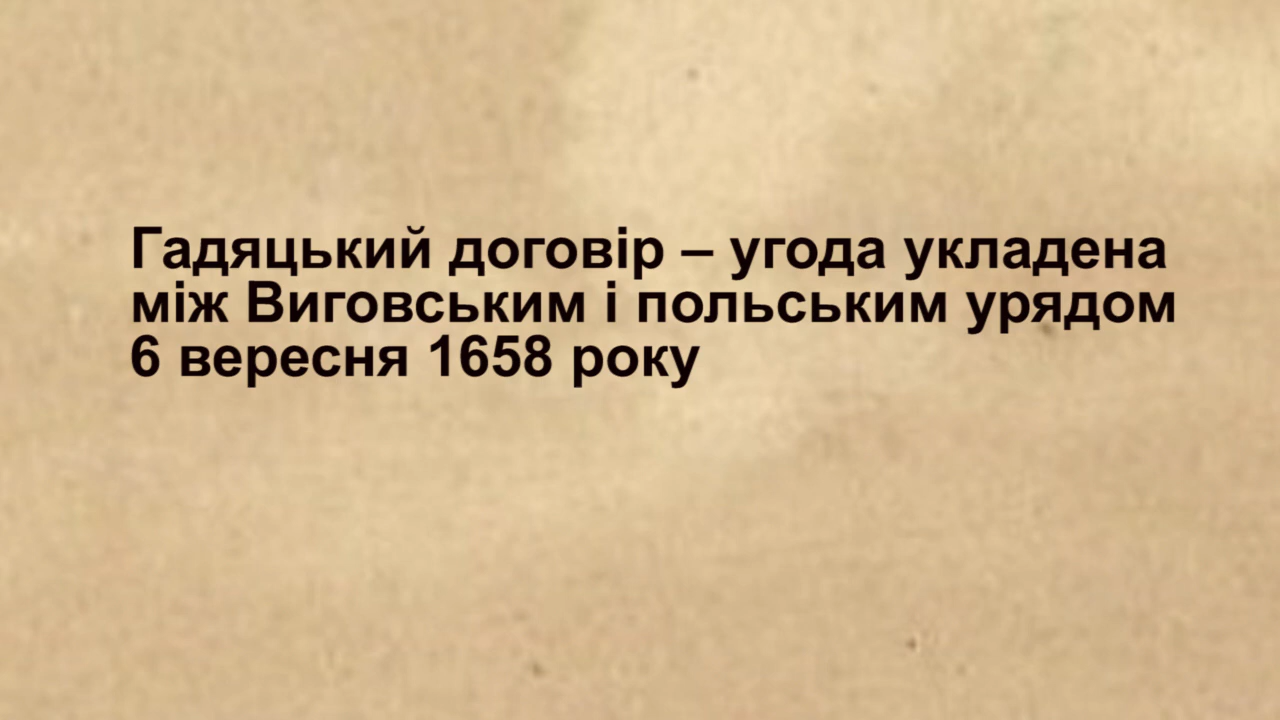 Гадяцький договір – угода укладена
між Виговським і польським урядом
6 вересня 1658 року